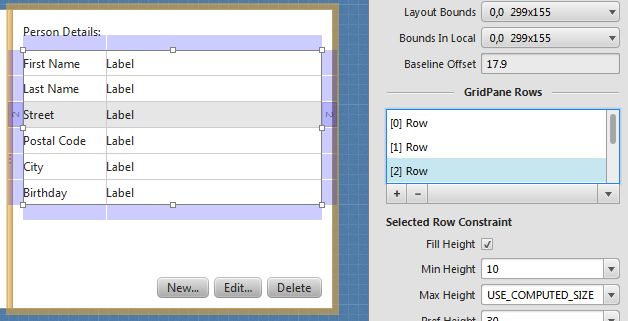 Person Details:
First Name Label
Last Name Label
2 Street Label 2
Postal Code Label
City Label
Birthday Label
New... Edit... Delete
Layout Bounds 0,0 299x155
Bounds In Local 0,0 299x155
Baseline Offset 17.9
GridPane Rows
[0] Row
[1] Row
[2] Row
+ −
Selected Row Constraint
Fill Height
Min Height 10
Max Height USE_COMPUTED_SIZE
Pref Height 30